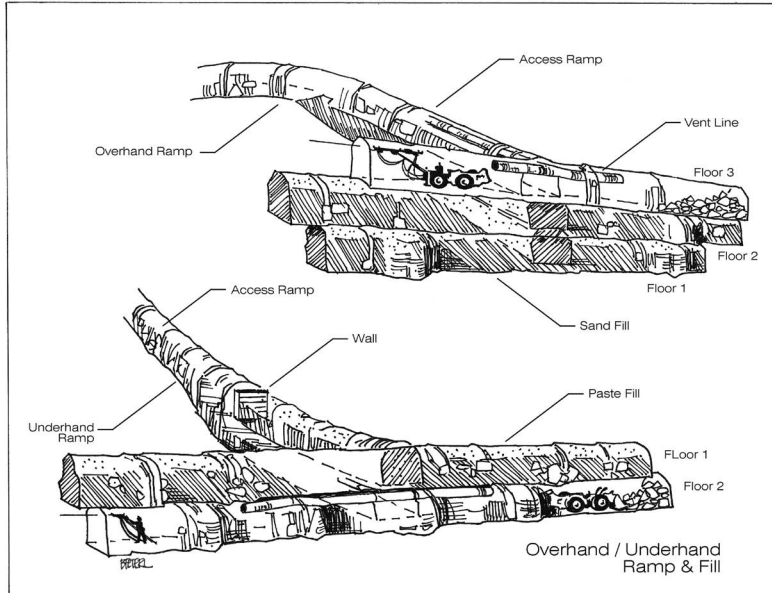 Access Ramp
Vent Line
Overhand Ramp
Floor 3
Floor 2
Floor 1
Sand Fill
Access Ramp
Wall
Paste Fill
Underhand
Ramp
FLoor 1
Floor 2
Overhand / Underhand
Ramp & Fill